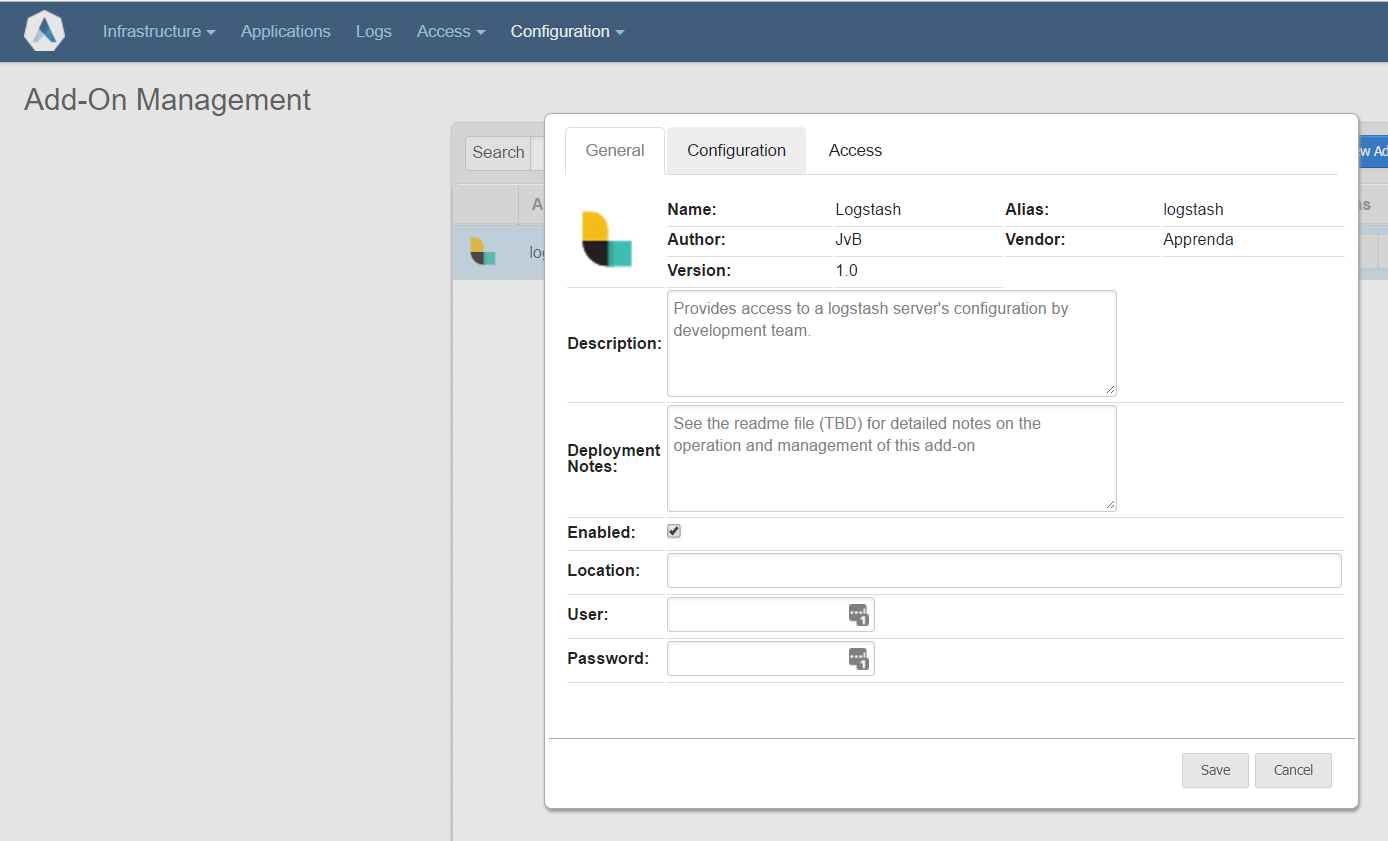 Infrastructure Applications Logs Access Configuration
Add-On Management
Search
General Configuration Access
Name: Logstash Alias: logstash
Author: JvB Vendor: Apprenda
Version: 1.0
Description:
Provides access to a logstash server's configuration by
development team.
Deployment
Notes:
See the readme file (TBD) for detailed notes on the
operation and management of this add-on
Enabled:
Location:
User:
1
Password:
1
Save Cancel